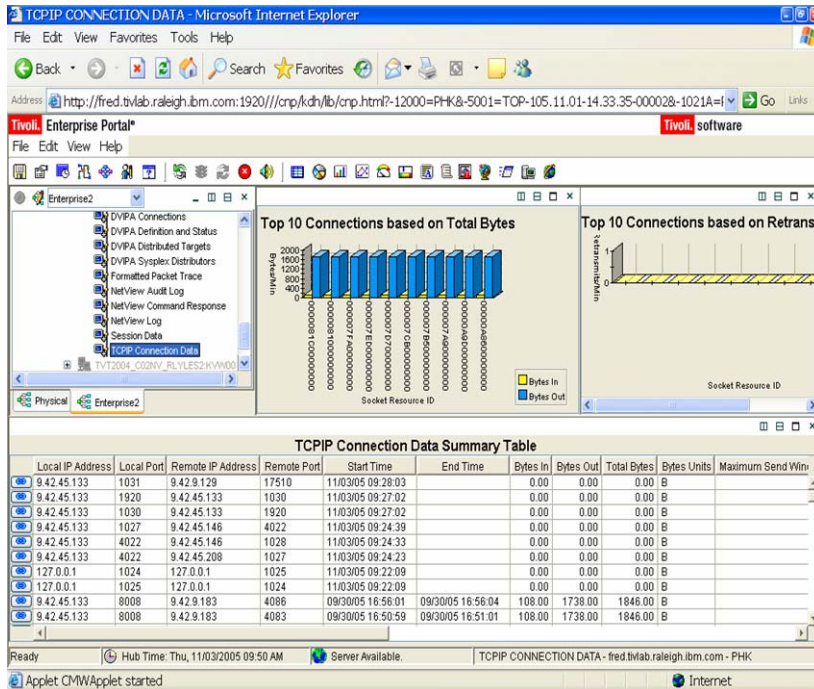 TCPIP CONNECTION DATA - Microsoft Internet Explorer
File Edit View Favorites Tools Help
Back Search Favorites
Address http://fred.tivlab.raleigh.ibm.com:1920///cnp/kdh/lib/cnp.html?-12000=PHK&-5001=TOP-105.11.01-14.33.35-00002&-1021A= Go Links
Tivoli. Enterprise Portal Tivoli. software
File Edit View Help
Enterprise2
DVIPA Connections
DVIPA Definition and Status
DVIPA Distributed Targets
DVIPA Sysplex Distributors
Formatted Packet Trace
NetView Audit Log
NetView Command Response
NetView Log
Session Data
TCPIP Connection Data
Physical Enterprise2
Top 10 Connections based on Total Bytes
Bytes/Min
2000
1600
1200
800
400
0
Socket Resource ID
Bytes In
Bytes Out
Top 10 Connections based on Retrans
Retransmits/Min
1
0
Socket Resource ID
TCPIP Connection Data Summary Table
Local IP Address Local Port Remote IP Address Remote Port Start Time End Time Bytes In Bytes Out Total Bytes Bytes Units Maximum Send Win
9.42.45.133 1031 9.42.9.129 17510 11/03/05 09:28:03 0.00 0.00 0.00 B
9.42.45.133 1920 9.42.45.133 1030 11/03/05 09:27:02 0.00 0.00 0.00 B
9.42.45.133 1030 9.42.45.133 1920 11/03/05 09:27:02 0.00 0.00 0.00 B
9.42.45.133 1027 9.42.45.146 4022 11/03/05 09:24:39 0.00 0.00 0.00 B
9.42.45.133 4022 9.42.45.146 1028 11/03/05 09:24:33 0.00 0.00 0.00 B
9.42.45.133 4022 9.42.45.208 1027 11/03/05 09:24:23 0.00 0.00 0.00 B
127.0.0.1 1024 127.0.0.1 1025 11/03/05 09:22:09 0.00 0.00 0.00 B
127.0.0.1 1025 127.0.0.1 1024 11/03/05 09:22:09 0.00 0.00 0.00 B
9.42.45.133 8008 9.42.9.183 4086 09/30/05 16:56:01 09/30/05 16:56:04 108.00 1738.00 1846.00 B
9.42.45.133 8008 9.42.9.183 4083 09/30/05 16:50:59 09/30/05 16:51:01 108.00 1738.00 1846.00 B
Ready Hub Time: Thu, 11/03/2005 09:50 AM Server Available. TCPIP CONNECTION DATA - fred.tivlab.raleigh.ibm.com - PHK
Applet CMWApplet started Internet